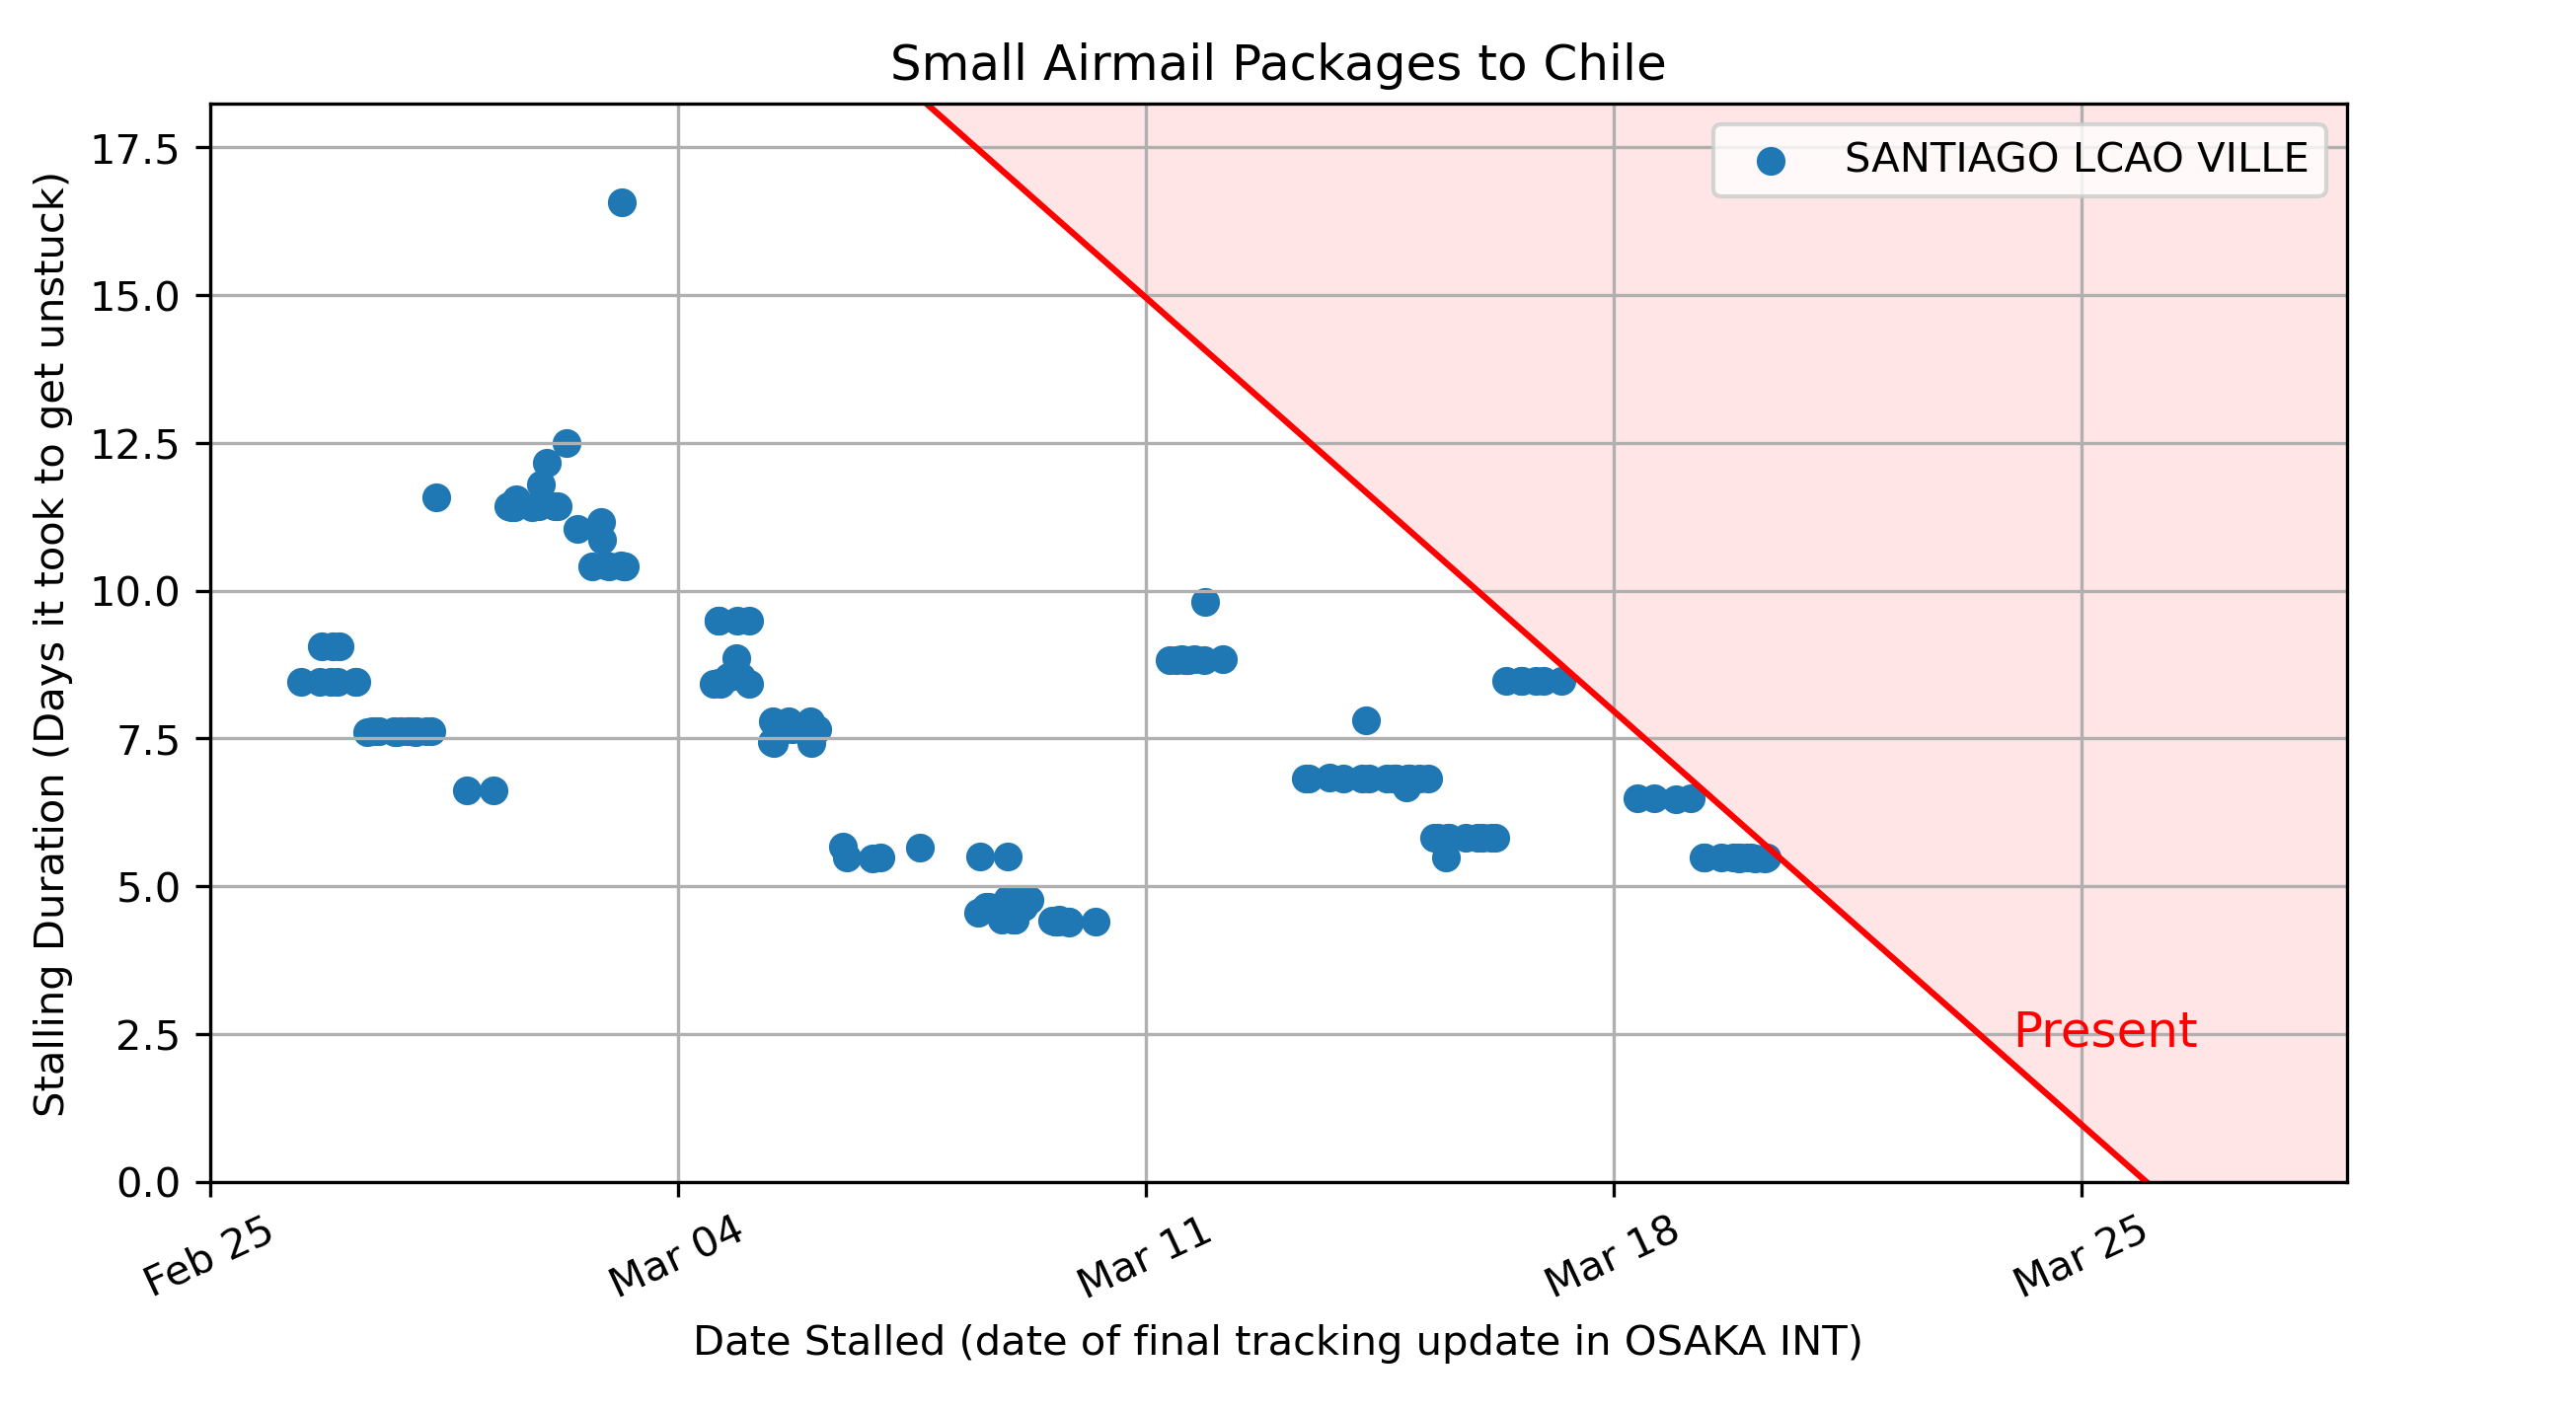 Small Airmail Packages to Chile
SANTIAGO LCAO VILLE
Stalling Duration (Days it took to get unstuck)
17.5
15.0
12.5
10.0
7.5
5.0
2.5
0.0
Present
Feb 25
Mar 04
Mar 11
Mar 18
Mar 25
Date Stalled (date of final tracking update in OSAKA INT)